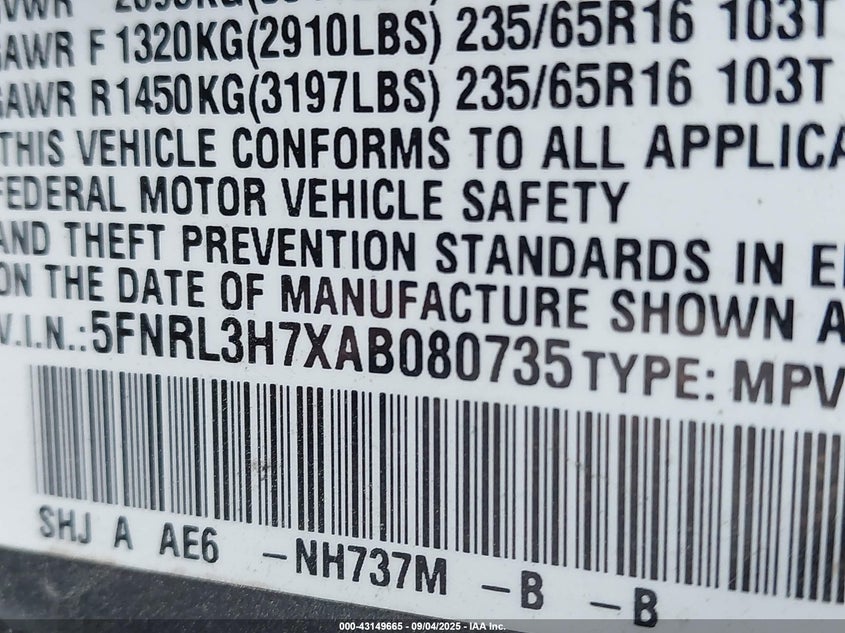 GAWR F 1320KG(2910LBS) 235/65R16 103T
GAWR R1450KG(3197LBS) 235/65R16 103T
THIS VEHICLE CONFORMS TO ALL APPLICA
FEDERAL MOTOR VEHICLE SAFETY
AND THEFT PREVENTION STANDARDS IN E
ON THE DATE OF MANUFACTURE SHOWN A
V.I.N.:5FNRL3H7XAB080735 TYPE: MPV
SHJ A AE6 -NH737M -B -B
000-43149665 - 09/04/2025 - IAA Inc.